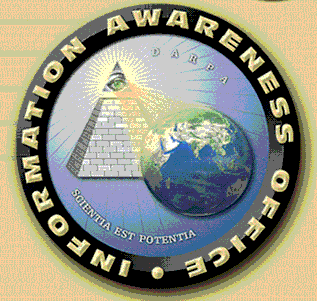 INFORMATION AWARENESS OFFICE
DARPA
SCIENTIA EST POTENTIA